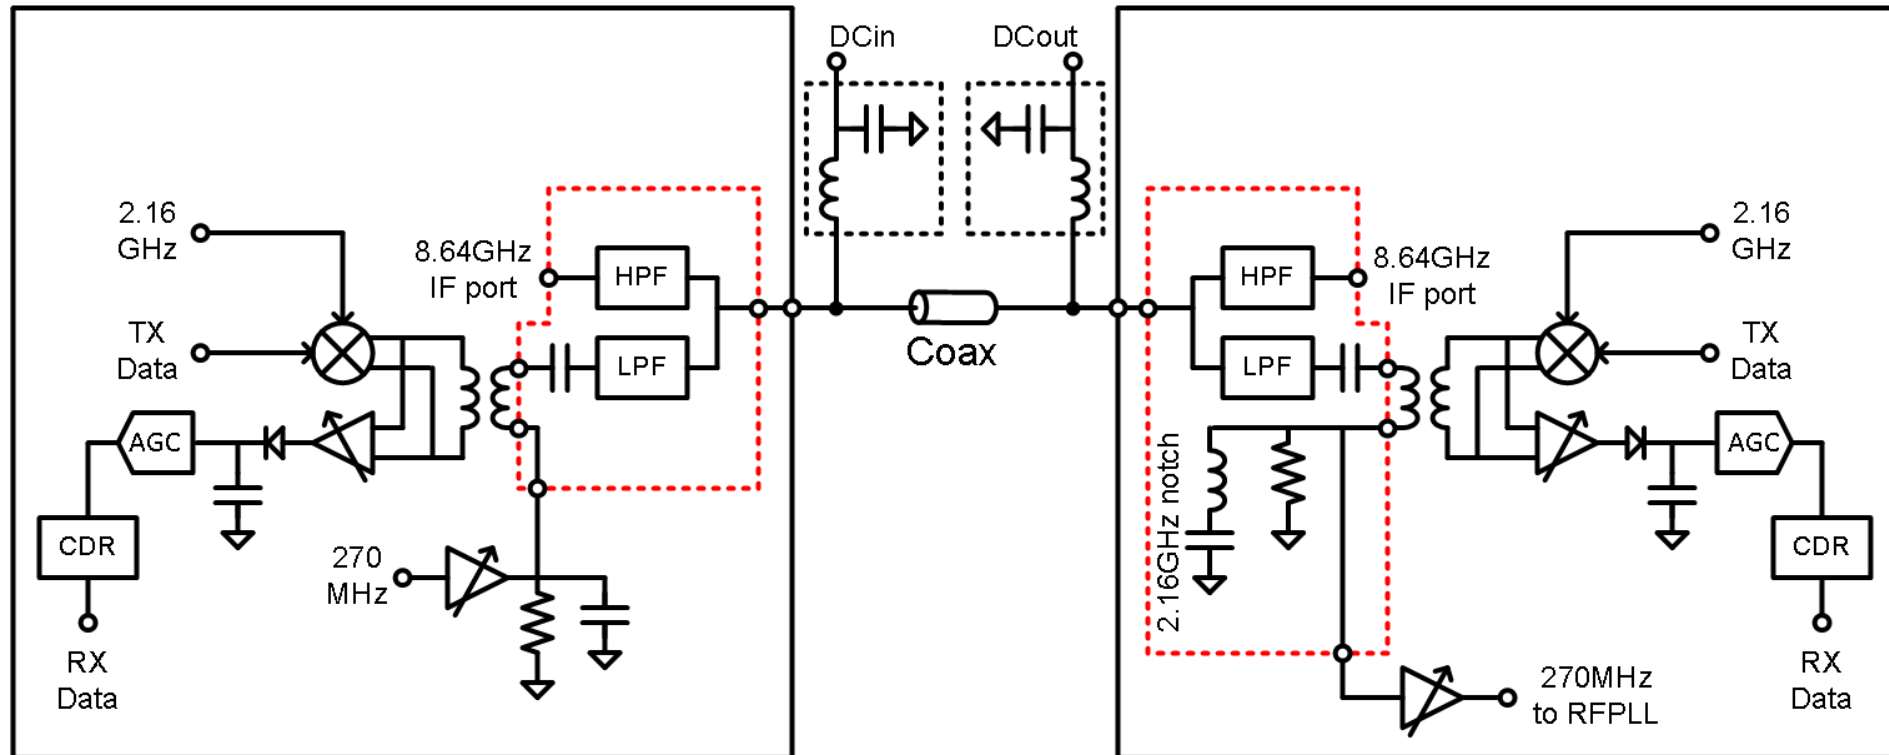 DCin
DCout
2.16
GHz
8.64GHz
IF port
HPF
TX
Data
LPF
Coax
AGC
CDR
270
MHz
RX
Data
HPF
8.64GHz
IF port
2.16
GHz
LPF
TX
Data
2.16GHz notch
AGC
CDR
270MHz
to RFPLL
RX
Data